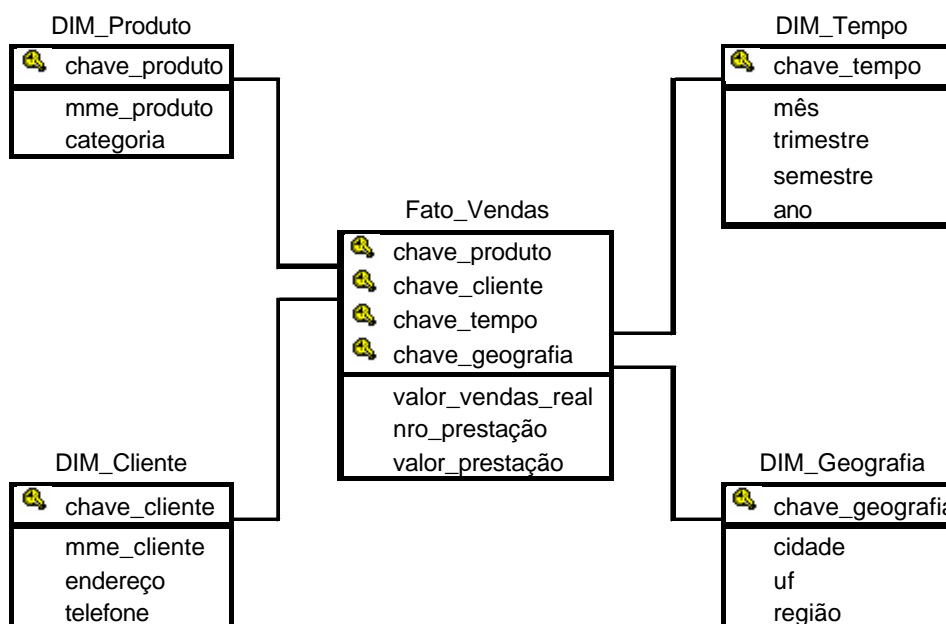 DIM_Produto
chave_produto
mme_produto
categoria
DIM_Tempo
chave_tempo
mês
trimestre
semestre
ano
Fato_Vendas
chave_produto
chave_cliente
chave_tempo
chave_geografia
valor_vendas_real
nro_prestação
valor_prestação
DIM_Cliente
chave_cliente
mme_cliente
endereço
telefone
DIM_Geografia
chave_geografia
cidade
uf
região